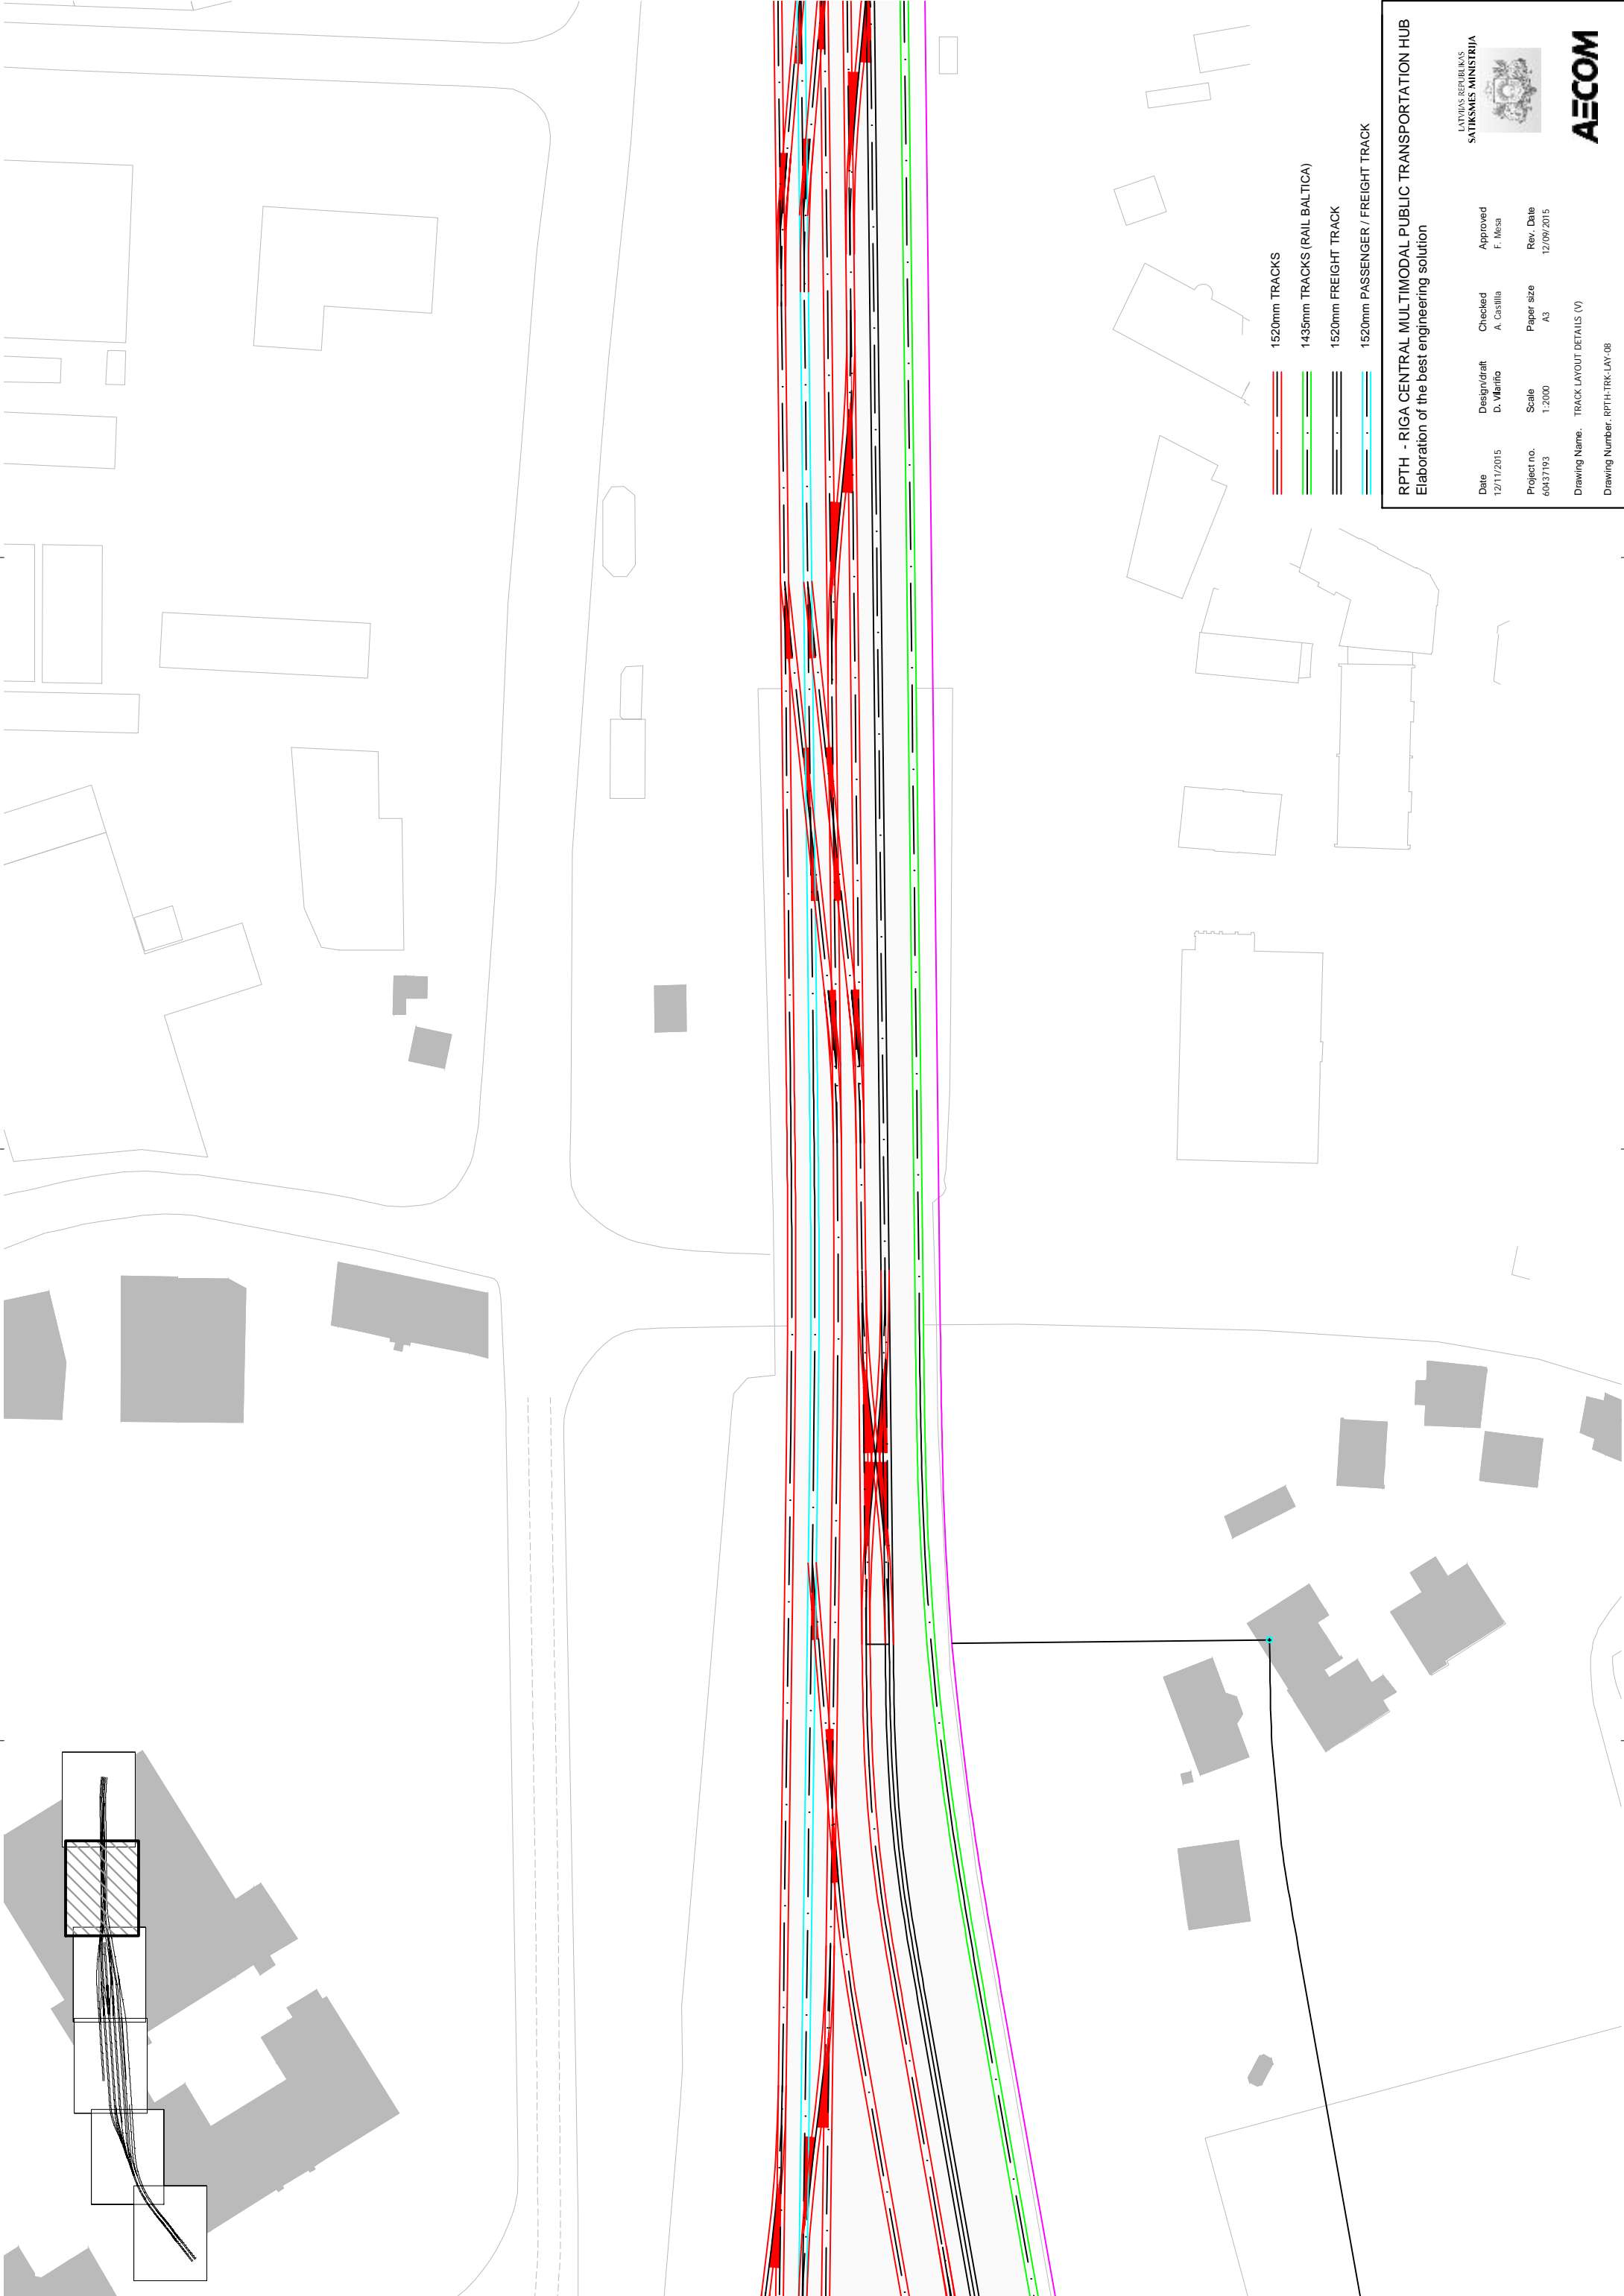 1520mm TRACKS
1435mm TRACKS (RAIL BALTICA)
1520mm FREIGHT TRACK
1520mm PASSENGER / FREIGHT TRACK
RPTH - RIGA CENTRAL MULTIMODAL PUBLIC TRANSPORTATION HUB
Elaboration of the best engineering solution
LATVIJAS REPUBLIKAS
SATIKSMES MINISTRIJA
Date Design/draft Checked Approved
12/11/2015 D. Vilariño A. Castilla F. Mesa
Project no. Scale Paper size Rev. Date
60437193 1:2000 A3 12/09/2015
AECOM
Drawing Name. TRACK LAYOUT DETAILS (V)
Drawing Number. RPTH-TRK-LAY-08